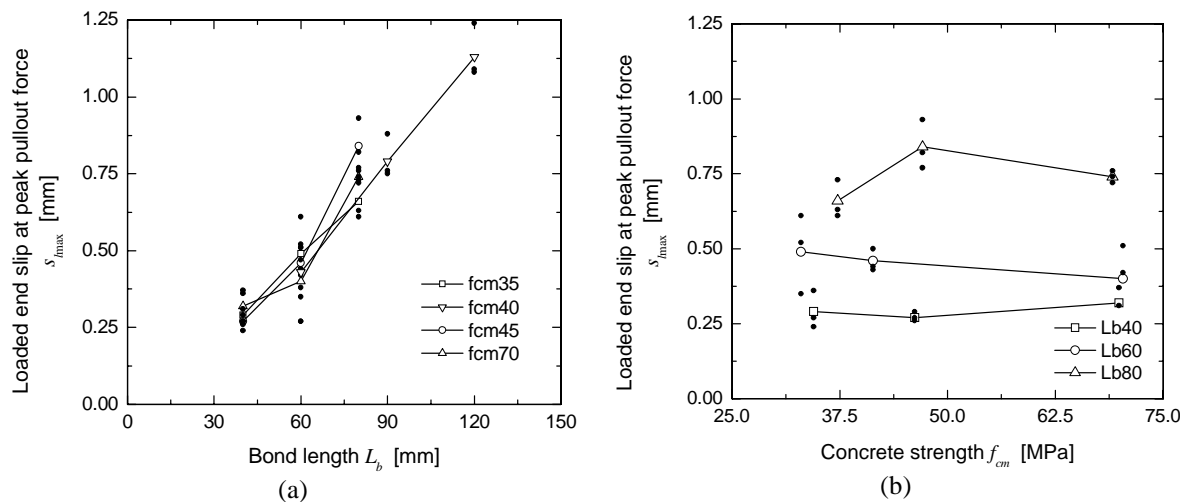 Loaded end slip at peak pullout force
s_lmax [mm]
1.25
1.00
0.75
0.50
0.25
0.00
0 30 60 90 120 150
Bond length L_b [mm]
fcm35
fcm40
fcm45
fcm70
(a)
Loaded end slip at peak pullout force
s_lmax [mm]
1.25
1.00
0.75
0.50
0.25
0.00
25.0 37.5 50.0 62.5 75.0
Concrete strength f_cm [MPa]
Lb40
Lb60
Lb80
(b)